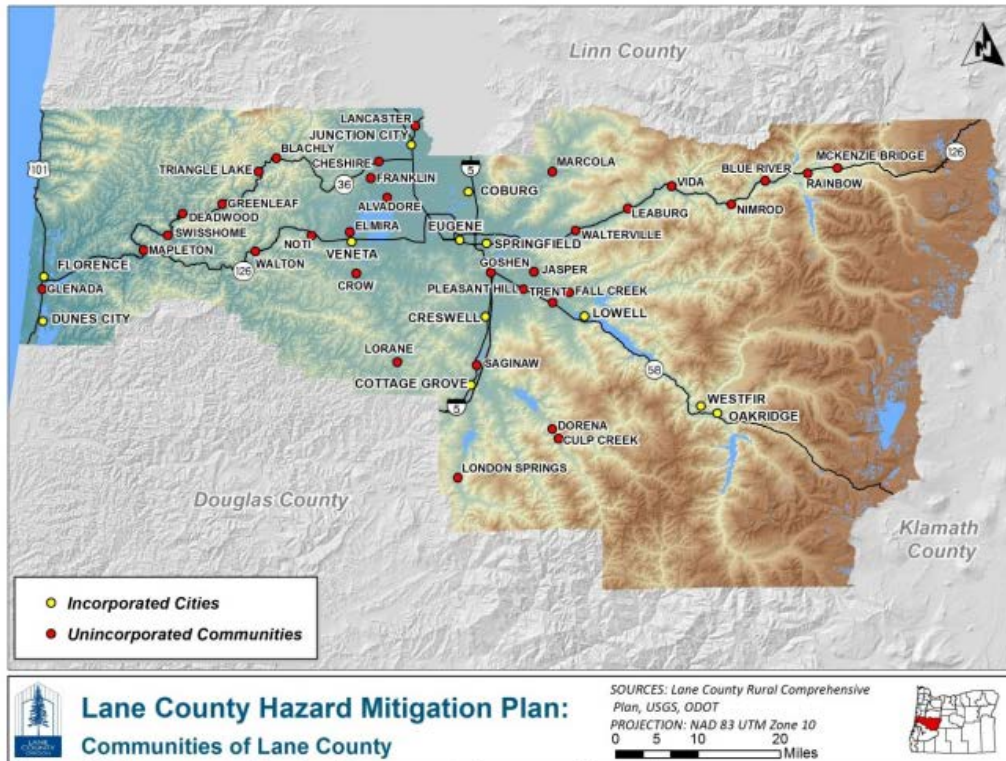 Linn County
N
LANCASTER
JUNCTION CITY
BLACHLY
CHESHIRE
5
MARCOLA
MCKENZIE BRIDGE
126
101
TRIANGLE LAKE
36
FRANKLIN
COBURG
BLUE RIVER
RAINBOW
VIDA
GREENLEAF
ALVADORE
NIMROD
DEADWOOD
LEABURG
SWISSHOME
ELMIRA
EUGENE
WALTERVILLE
MAPLETON
NOTI
SPRINGFIELD
126
WALTON
VENETA
FLORENCE
GOSHEN
JASPER
GLENADA
CROW
PLEASANT HILL
TRENT
FALL CREEK
DUNES CITY
CRESWELL
LOWELL
LORANE
SAGINAW
58
COTTAGE GROVE
5
WESTFIR
OAKRIDGE
DORENA
CULP CREEK
LONDON SPRINGS
Douglas County
Klamath
County
Incorporated Cities
Unincorporated Communities
LANE
COUNTY
OREGON
Lane County Hazard Mitigation Plan:
Communities of Lane County
SOURCES: Lane County Rural Comprehensive
Plan, USGS, ODOT
PROJECTION: NAD 83 UTM Zone 10
0 10 20
Miles